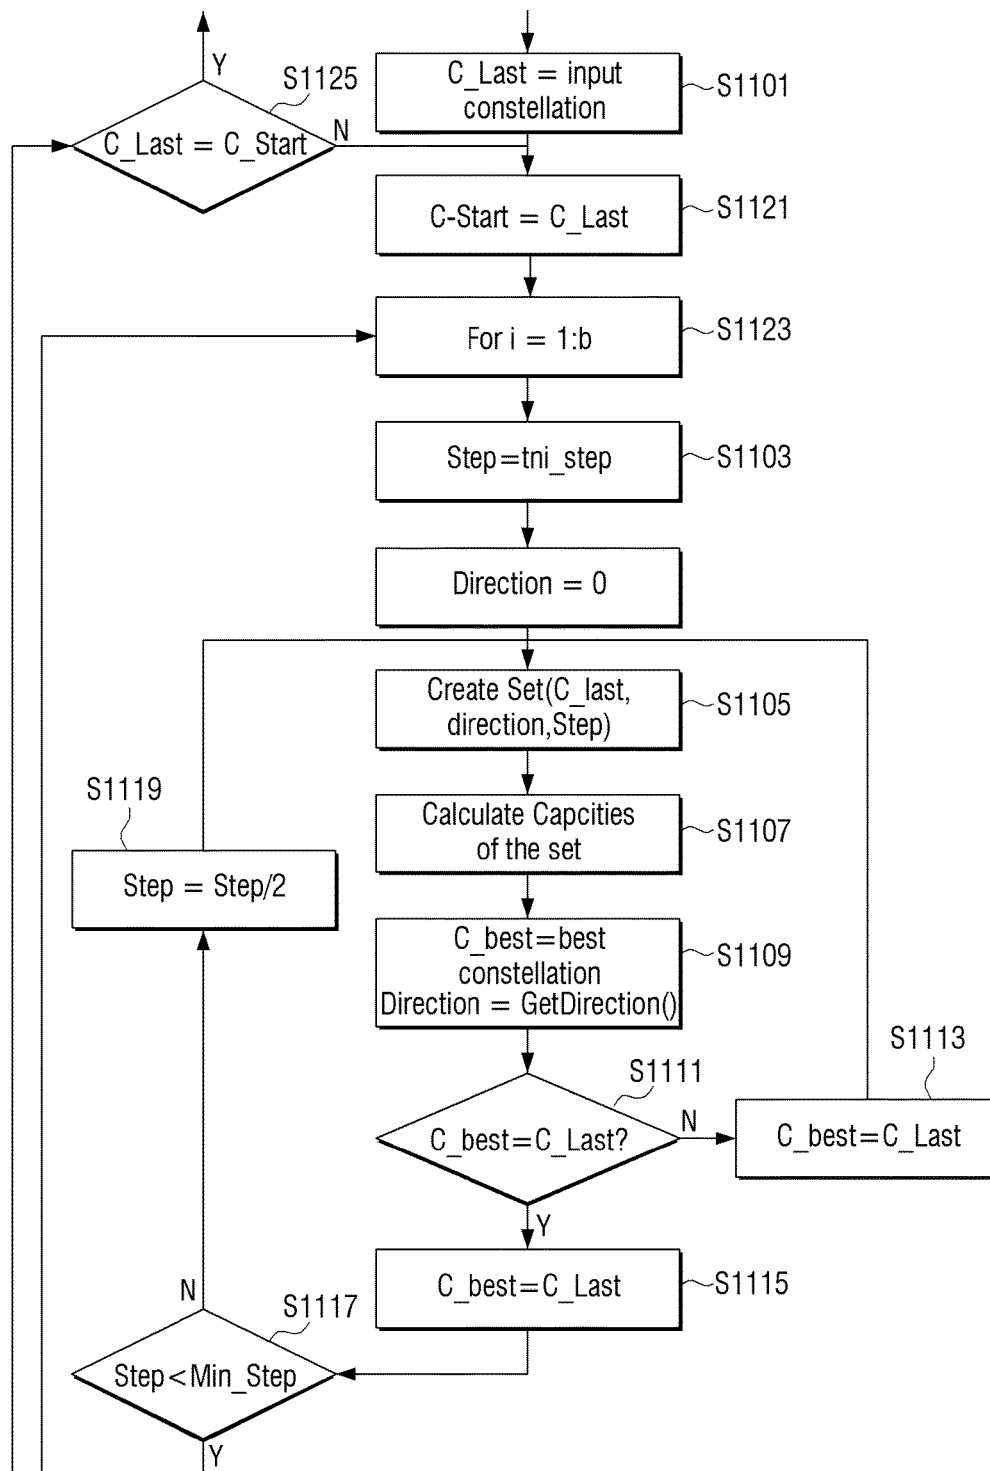 Y
S1125
C_Last = C_Start
N
C_Last = input
constellation
S1101
C-Start = C_Last
S1121
For i = 1:b
S1123
Step=tni_step
S1103
Direction = 0
Create Set(C_last,
direction,Step)
S1105
S1119
Step = Step/2
Calculate Capcities
of the set
S1107
C_best=best
constellation
Direction = GetDirection()
S1109
S1111
C_best=C_Last?
N
S1113
C_best=C_Last
Y
C_best=C_Last
S1115
N
S1117
Step<Min_Step
Y